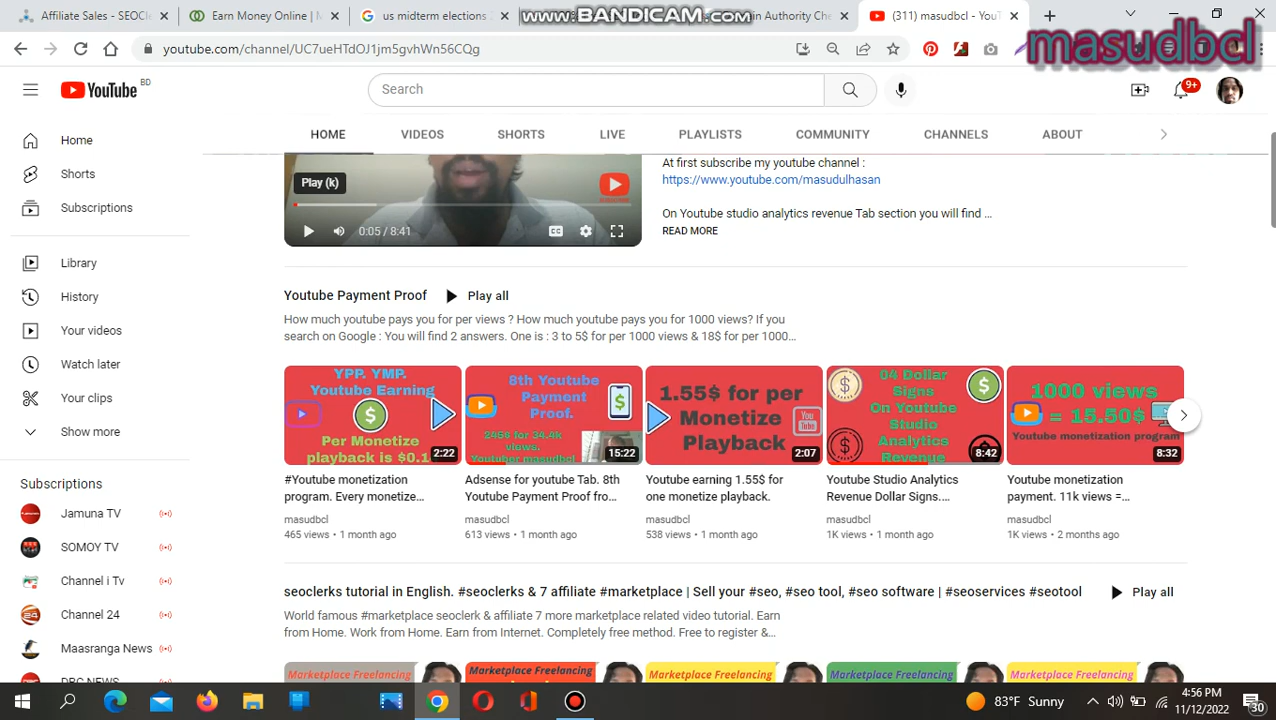 Affiliate Sales - SEOCl
Earn Money Online | M
us midterm elections 2
www.BANDICAM.com
in Authority Che
(311) masudbcl - YouT
youtube.com/channel/UC7ueHTdOJ1jm5gvhWn56CQg
masudbcl
YouTube BD
Search
9+
HOME VIDEOS SHORTS LIVE PLAYLISTS COMMUNITY CHANNELS ABOUT
Home
Shorts
Subscriptions
Library
History
Your videos
Watch later
Your clips
Show more
Subscriptions
Jamuna TV
SOMOY TV
Channel i Tv
Channel 24
Maasranga News
DBC NEWS
Play (k)
0:05 / 8:41
At first subscribe my youtube channel :
https://www.youtube.com/masudulhasan
On Youtube studio analytics revenue Tab section you will find ...
READ MORE
Youtube Payment Proof Play all
How much youtube pays you for per views ? How much youtube pays you for 1000 views? If you
search on Google : You will find 2 answers. One is : 3 to 5$ for per 1000 views & 18$ for per 1000...
YPP. YMP.
Youtube Earning
Per Monetize
playback is $0.1
2:22
#Youtube monetization
program. Every monetize...
masudbcl
465 views • 1 month ago
8th Youtube
Payment
Proof.
245$ for 34.4k
views.
Youtuber masudbcl
15:22
Adsense for youtube Tab. 8th
Youtube Payment Proof fro...
masudbcl
613 views • 1 month ago
1.55$ for per
Monetize
Playback
You
Tube
2:07
Youtube earning 1.55$ for
one monetize playback.
masudbcl
538 views • 1 month ago
04 Dollar
Signs
On Youtube
Studio
Analytics
Revenue
8:42
Youtube Studio Analytics
Revenue Dollar Signs....
masudbcl
1K views • 1 month ago
1000 views
= 15.50$
Youtube monetization program
8:32
Youtube monetization
payment. 11k views =...
masudbcl
1K views • 2 months ago
seoclerks tutorial in English. #seoclerks & 7 affiliate #marketplace | Sell your #seo, #seo tool, #seo software | #seoservices #seotool Play all
World famous #marketplace seoclerk & affiliate 7 more marketplace related video tutorial. Earn
from Home. Work from Home. Earn from Internet. Completely free method. Free to register &...
Marketplace Freelancing
Marketplace Freelancing
Marketplace Freelancing
Marketplace Freelancing
Marketplace Freelancing
83°F Sunny
4:56 PM
11/12/2022
30